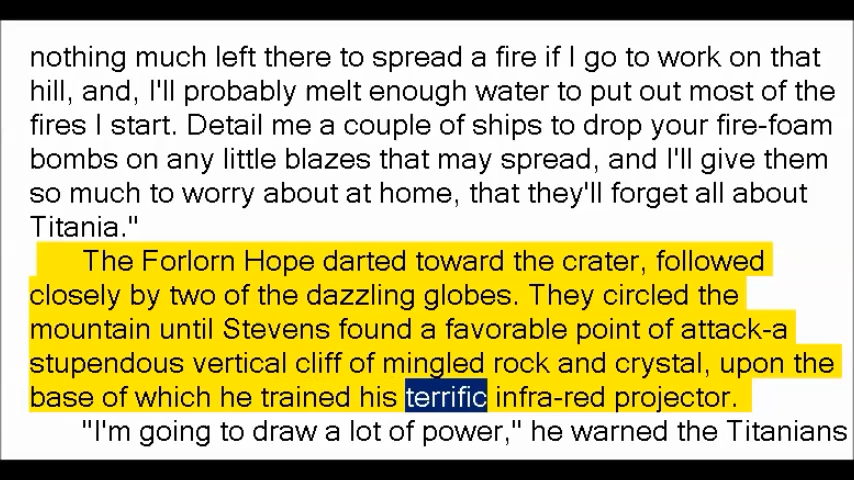 nothing much left there to spread a fire if I go to work on that
hill, and, I'll probably melt enough water to put out most of the
fires I start. Detail me a couple of ships to drop your fire-foam
bombs on any little blazes that may spread, and I'll give them
so much to worry about at home, that they'll forget all about
Titania."
The Forlorn Hope darted toward the crater, followed
closely by two of the dazzling globes. They circled the
mountain until Stevens found a favorable point of attack-a
stupendous vertical cliff of mingled rock and crystal, upon the
base of which he trained his terrific infra-red projector.
"I'm going to draw a lot of power," he warned the Titanians